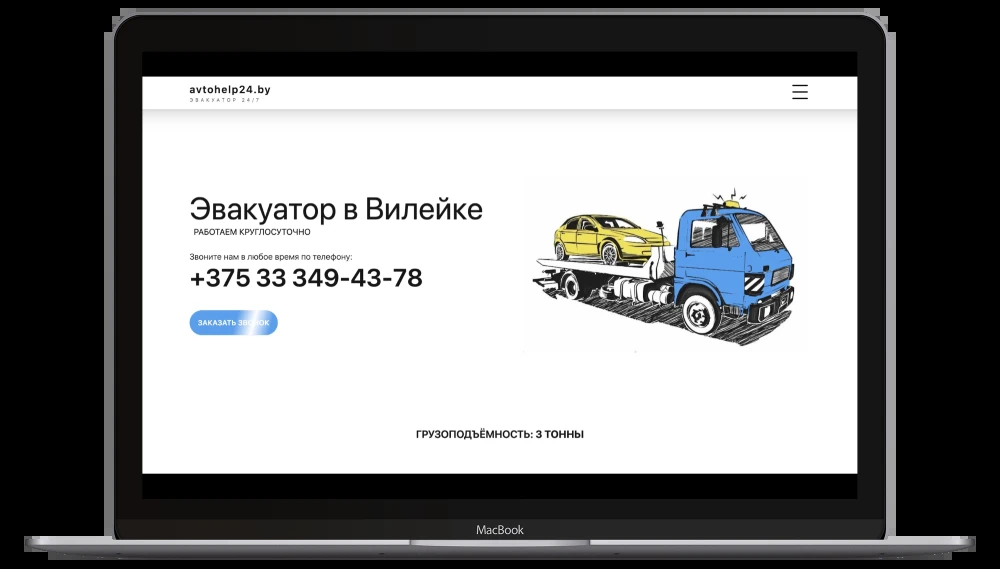 avtohelp24.by
ЭВАКУАТОР 24/7
Эвакуатор в Вилейке
РАБОТАЕМ КРУГЛОСУТОЧНО
Звоните нам в любое время по телефону:
+375 33 349-43-78
ЗАКАЗАТЬ ЗВОНОК
ГРУЗОПОДЪЁМНОСТЬ: 3 ТОННЫ
MacBook